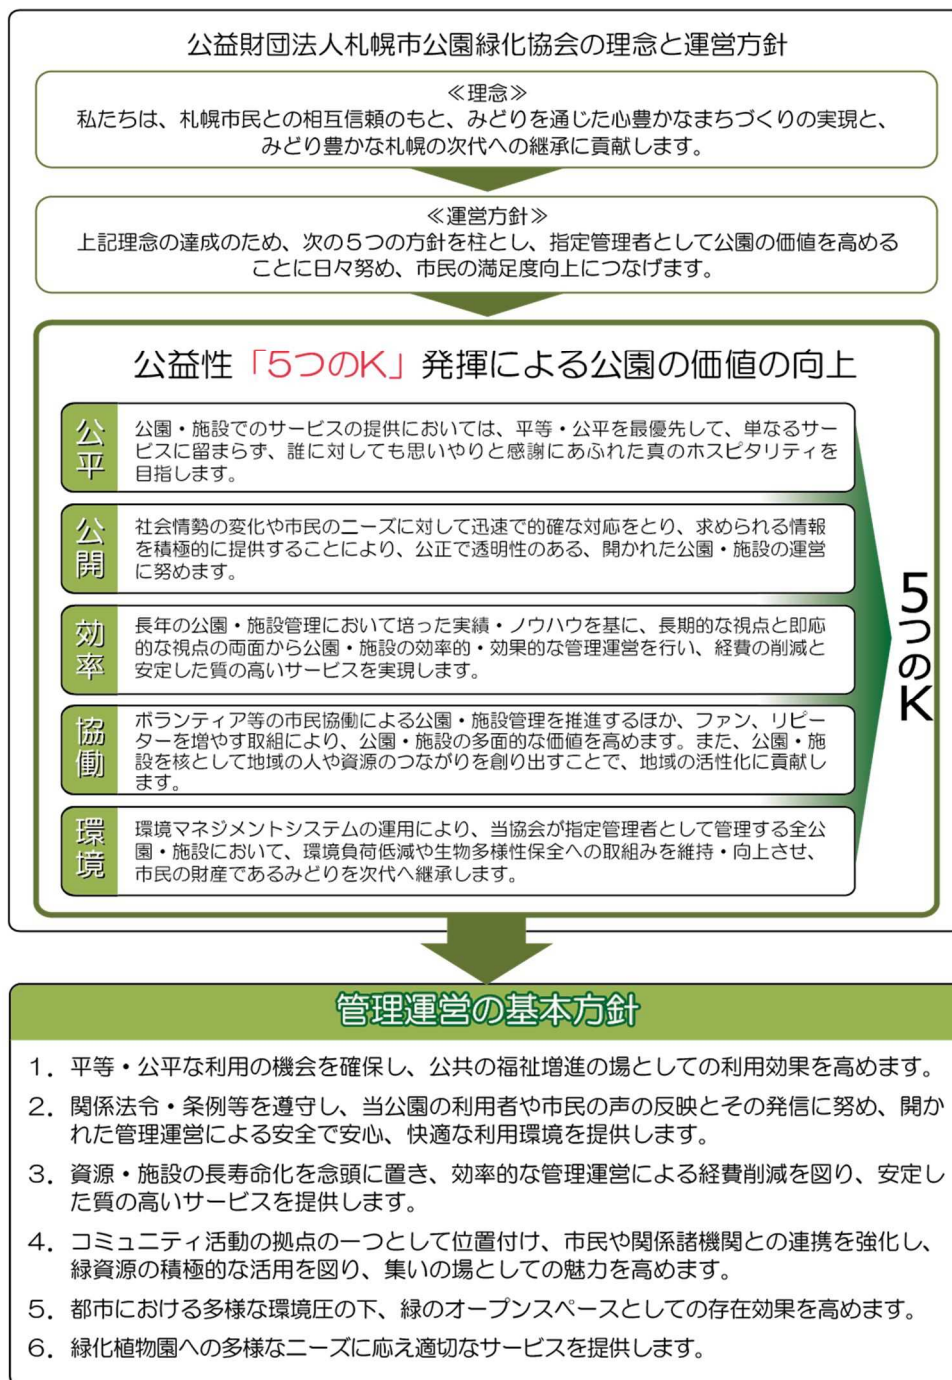 公益財団法人札幌市公園緑化協会の理念と運営方針
≪理念≫
私たちは、札幌市民との相互信頼のもと、みどりを通じた心豊かなまちづくりの実現と、
みどり豊かな札幌の次代への継承に貢献します。
≪運営方針≫
上記理念の達成のため、次の５つの方針を柱とし、指定管理者として公園の価値を高める
ことに日々努め、市民の満足度向上につなげます。
公益性「５つのK」発揮による公園の価値の向上
公平
公園・施設でのサービスの提供においては、平等・公平を最優先して、単なるサー
ビスに留まらず、誰に対しても思いやりと感謝にあふれた真のホスピタリティを
目指します。
公開
社会情勢の変化や市民のニーズに対して迅速で的確な対応をとり、求められる情報
を積極的に提供することにより、公正で透明性のある、開かれた公園・施設の運営
に努めます。
効率
長年の公園・施設管理において培った実績・ノウハウを基に、長期的な視点と即応
的な視点の両面から公園・施設の効率的・効果的な管理運営を行い、経費の削減と
安定した質の高いサービスを実現します。
協働
ボランティア等の市民協働による公園・施設管理を推進するほか、ファン、リピー
ターを増やす取組により、公園・施設の多面的な価値を高めます。また、公園・施
設を核として地域の人や資源のつながりを創り出すことで、地域の活性化に貢献し
ます。
環境
環境マネジメントシステムの運用により、当協会が指定管理者として管理する全公
園・施設において、環境負荷低減や生物多様性保全への取組みを維持・向上させ、
市民の財産であるみどりを次代へ継承します。
５つのK
管理運営の基本方針
１．平等・公平な利用の機会を確保し、公共の福祉増進の場としての利用効果を高めます。
２．関係法令・条例等を遵守し、当公園の利用者や市民の声の反映とその発信に努め、開か
れた管理運営による安全で安心、快適な利用環境を提供します。
３．資源・施設の長寿命化を念頭に置き、効率的な管理運営による経費削減を図り、安定し
た質の高いサービスを提供します。
４．コミュニティ活動の拠点の一つとして位置付け、市民や関係諸機関との連携を強化し、
緑資源の積極的な活用を図り、集いの場としての魅力を高めます。
５．都市における多様な環境圧の下、緑のオープンスペースとしての存在効果を高めます。
６．緑化植物園への多様なニーズに応え適切なサービスを提供します。